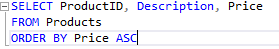 SELECT ProductID, Description, Price
FROM Products
ORDER BY Price ASC